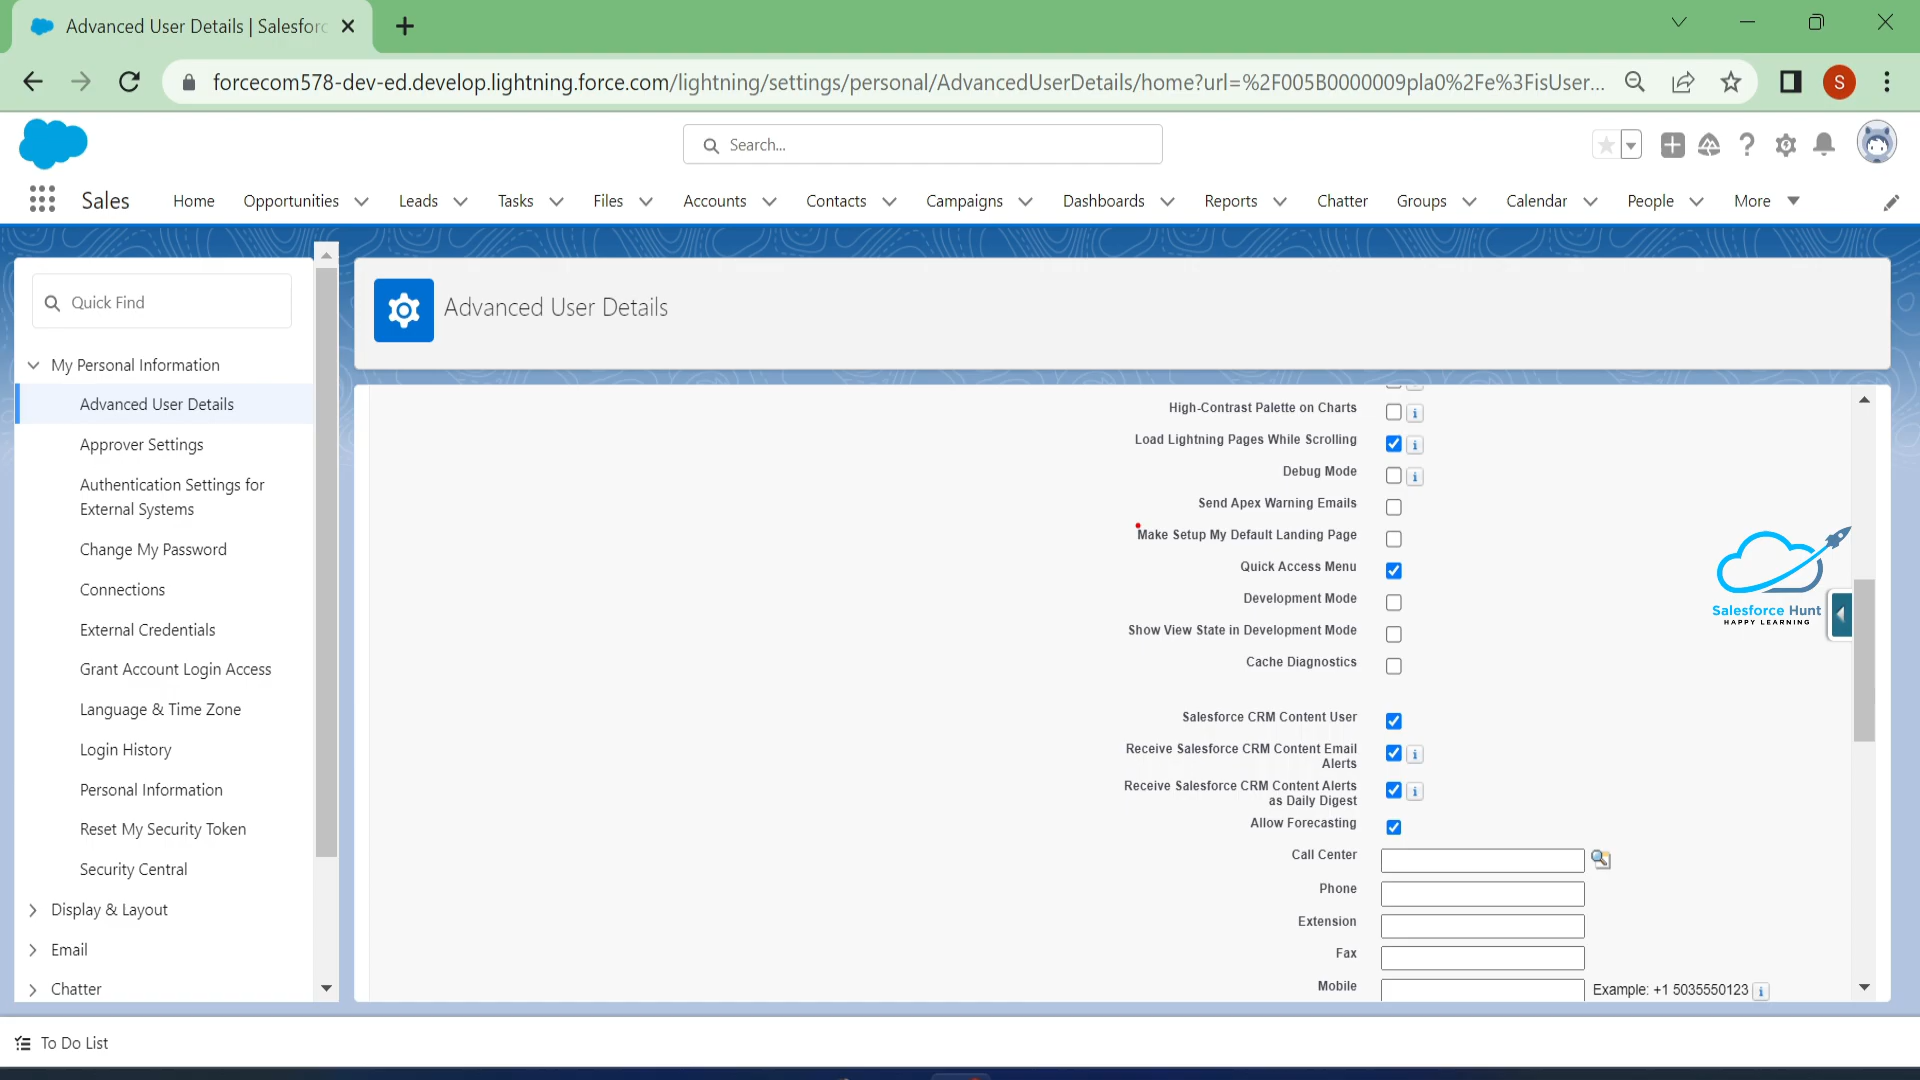 Advanced User Details | Salesforc
forcecom578-dev-ed.develop.lightning.force.com/lightning/settings/personal/AdvancedUserDetails/home?url=%2F005B0000009pla0%2Fe%3FisUser...
S
Search...
Sales
Home
Opportunities
Leads
Tasks
Files
Accounts
Contacts
Campaigns
Dashboards
Reports
Chatter
Groups
Calendar
People
More
Quick Find
My Personal Information
Advanced User Details
Approver Settings
Authentication Settings for
External Systems
Change My Password
Connections
External Credentials
Grant Account Login Access
Language & Time Zone
Login History
Personal Information
Reset My Security Token
Security Central
Display & Layout
Email
Chatter
Advanced User Details
High-Contrast Palette on Charts
Load Lightning Pages While Scrolling
Debug Mode
Send Apex Warning Emails
Make Setup My Default Landing Page
Quick Access Menu
Development Mode
Show View State in Development Mode
Cache Diagnostics
Salesforce CRM Content User
Receive Salesforce CRM Content Email
Alerts
Receive Salesforce CRM Content Alerts
as Daily Digest
Allow Forecasting
Call Center
Phone
Extension
Fax
Mobile
Example: +1 5035550123
Salesforce Hunt
HAPPY LEARNING
To Do List